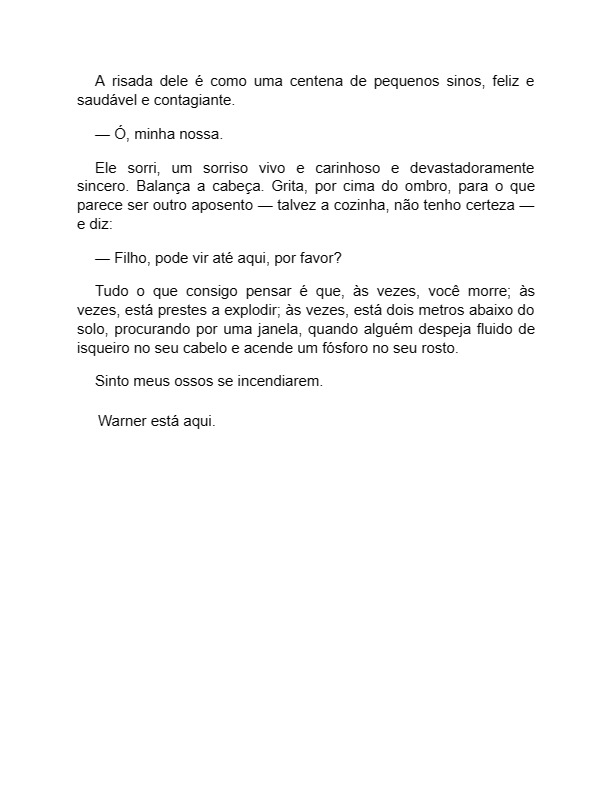 A risada dele é como uma centena de pequenos sinos, feliz e
saudável e contagiante.
— Ó, minha nossa.
Ele sorri, um sorriso vivo e carinhoso e devastadoramente
sincero. Balança a cabeça. Grita, por cima do ombro, para o que
parece ser outro aposento — talvez a cozinha, não tenho certeza —
e diz:
— Filho, pode vir até aqui, por favor?
Tudo o que consigo pensar é que, às vezes, você morre; às
vezes, está prestes a explodir; às vezes, está dois metros abaixo do
solo, procurando por uma janela, quando alguém despeja fluido de
isqueiro no seu cabelo e acende um fósforo no seu rosto.
Sinto meus ossos se incendiarem.
Warner está aqui.